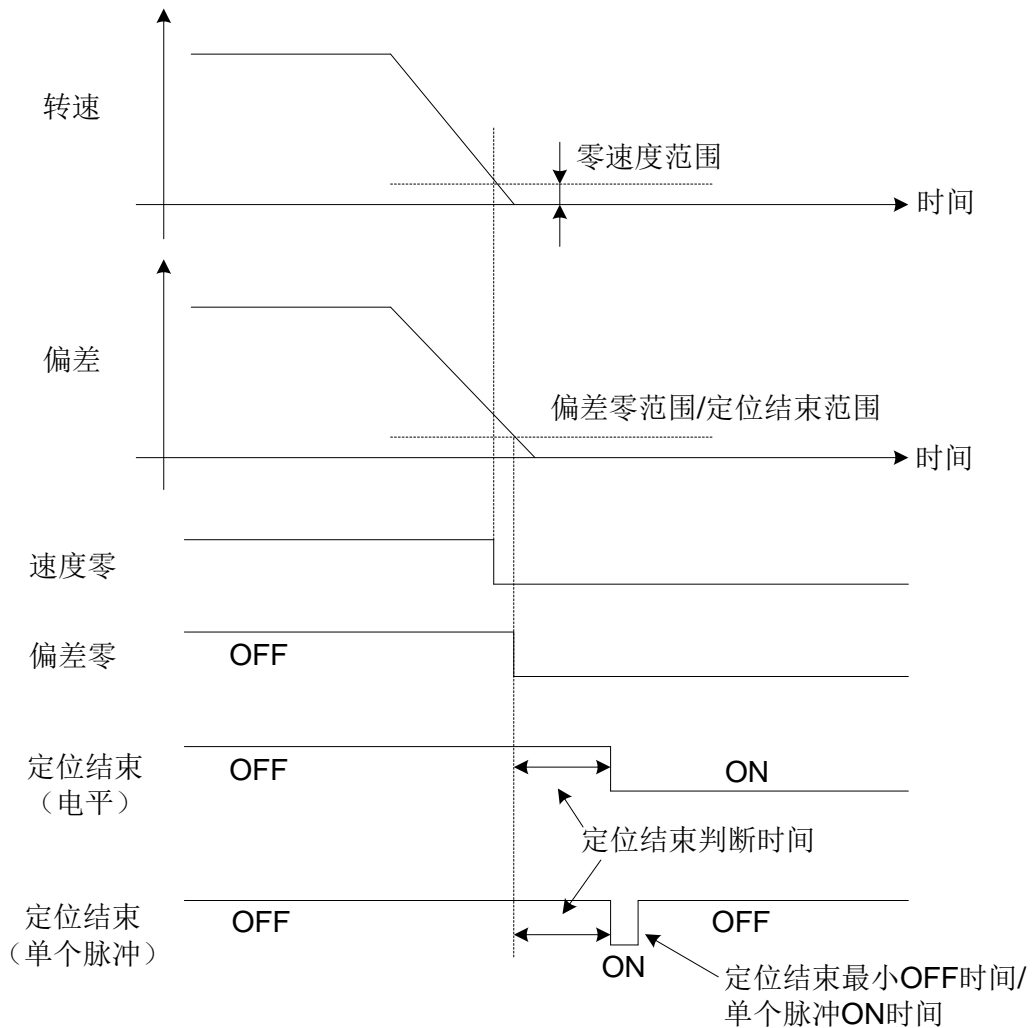 转速
零速度范围
时间
偏差
偏差零范围/定位结束范围
时间
速度零
偏差零
OFF
定位结束
（电平）
OFF
ON
定位结束判断时间
定位结束
（单个脉冲）
OFF
ON
OFF
定位结束最小OFF时间/
单个脉冲ON时间